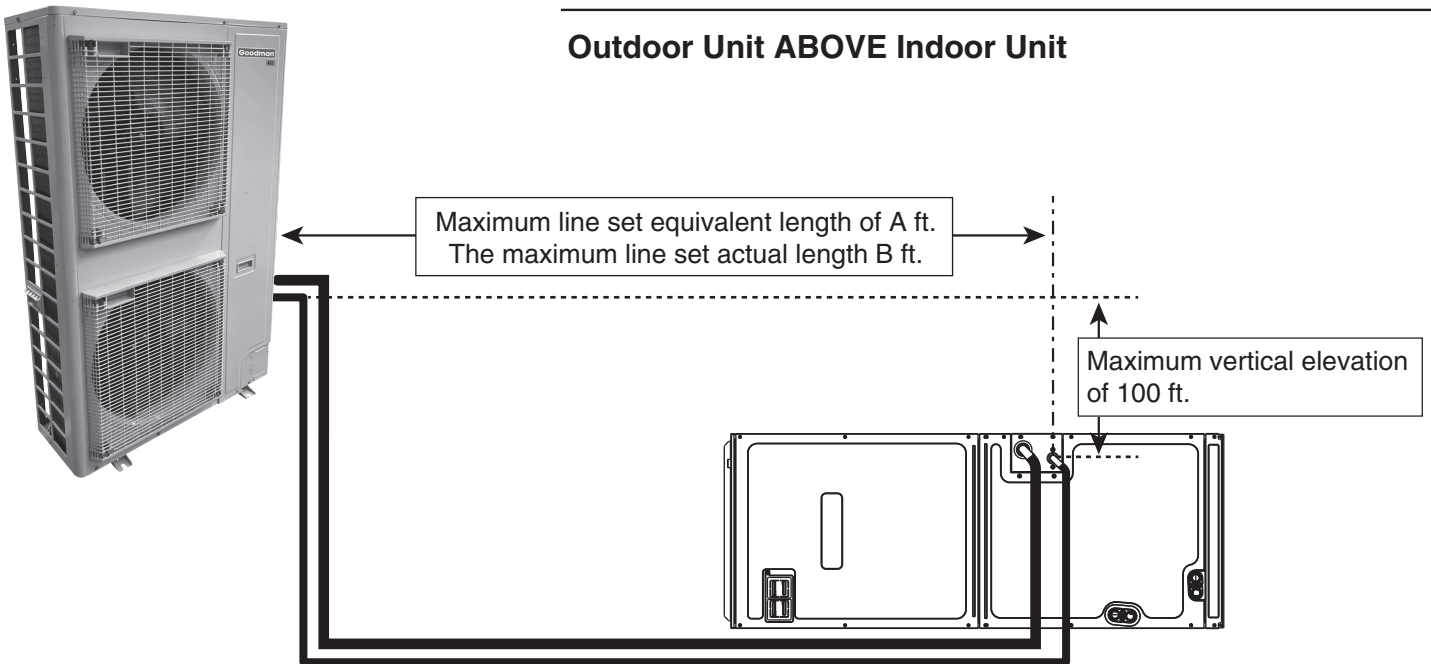 Outdoor Unit ABOVE Indoor Unit
Goodman
Maximum line set equivalent length of A ft.
The maximum line set actual length B ft.
Maximum vertical elevation
of 100 ft.